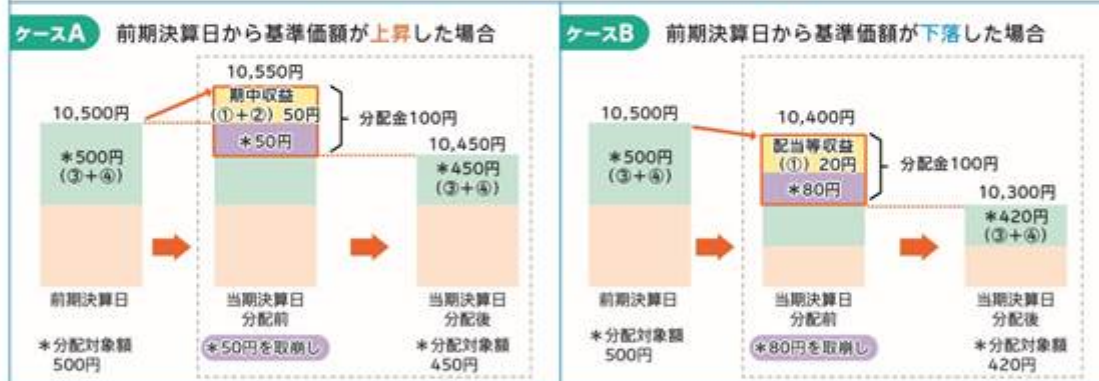 ケースA 前期決算日から基準価額が上昇した場合
10,550円
期中収益
(①+②) 50円
*50円
分配金100円
10,500円
*500円
(③+④)
10,450円
*450円
(③+④)
前期決算日
当期決算日
分配前
当期決算日
分配後
*分配対象額
500円
*50円を取崩し
*分配対象額
450円
ケースB 前期決算日から基準価額が下落した場合
10,500円
*500円
(③+④)
10,400円
配当等収益
(①) 20円
*80円
分配金100円
10,300円
*420円
(③+④)
前期決算日
当期決算日
分配前
当期決算日
分配後
*分配対象額
500円
*80円を取崩し
*分配対象額
420円